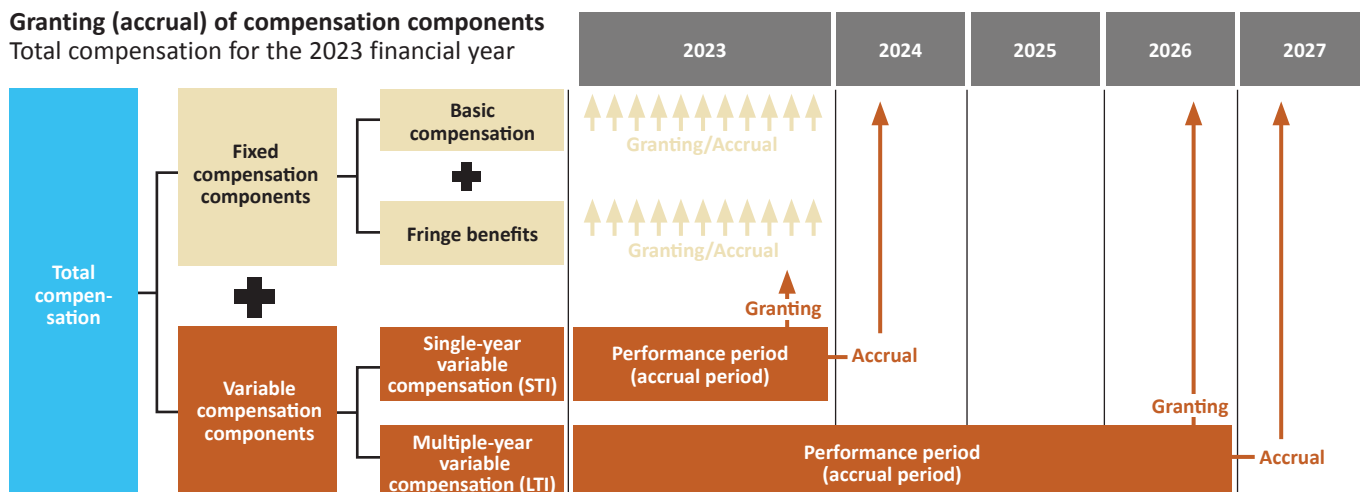 Granting (accrual) of compensation components
Total compensation for the 2023 financial year
2023
2024
2025
2026
2027
Total
compen-
sation
Fixed
compensation
components
Basic
compensation
Fringe benefits
Granting/Accrual
Granting/Accrual
Variable
compensation
components
Single-year
variable
compensation (STI)
Performance period
(accrual period)
Granting
Accrual
Multiple-year
variable
compensation (LTI)
Performance period
(accrual period)
Granting
Accrual